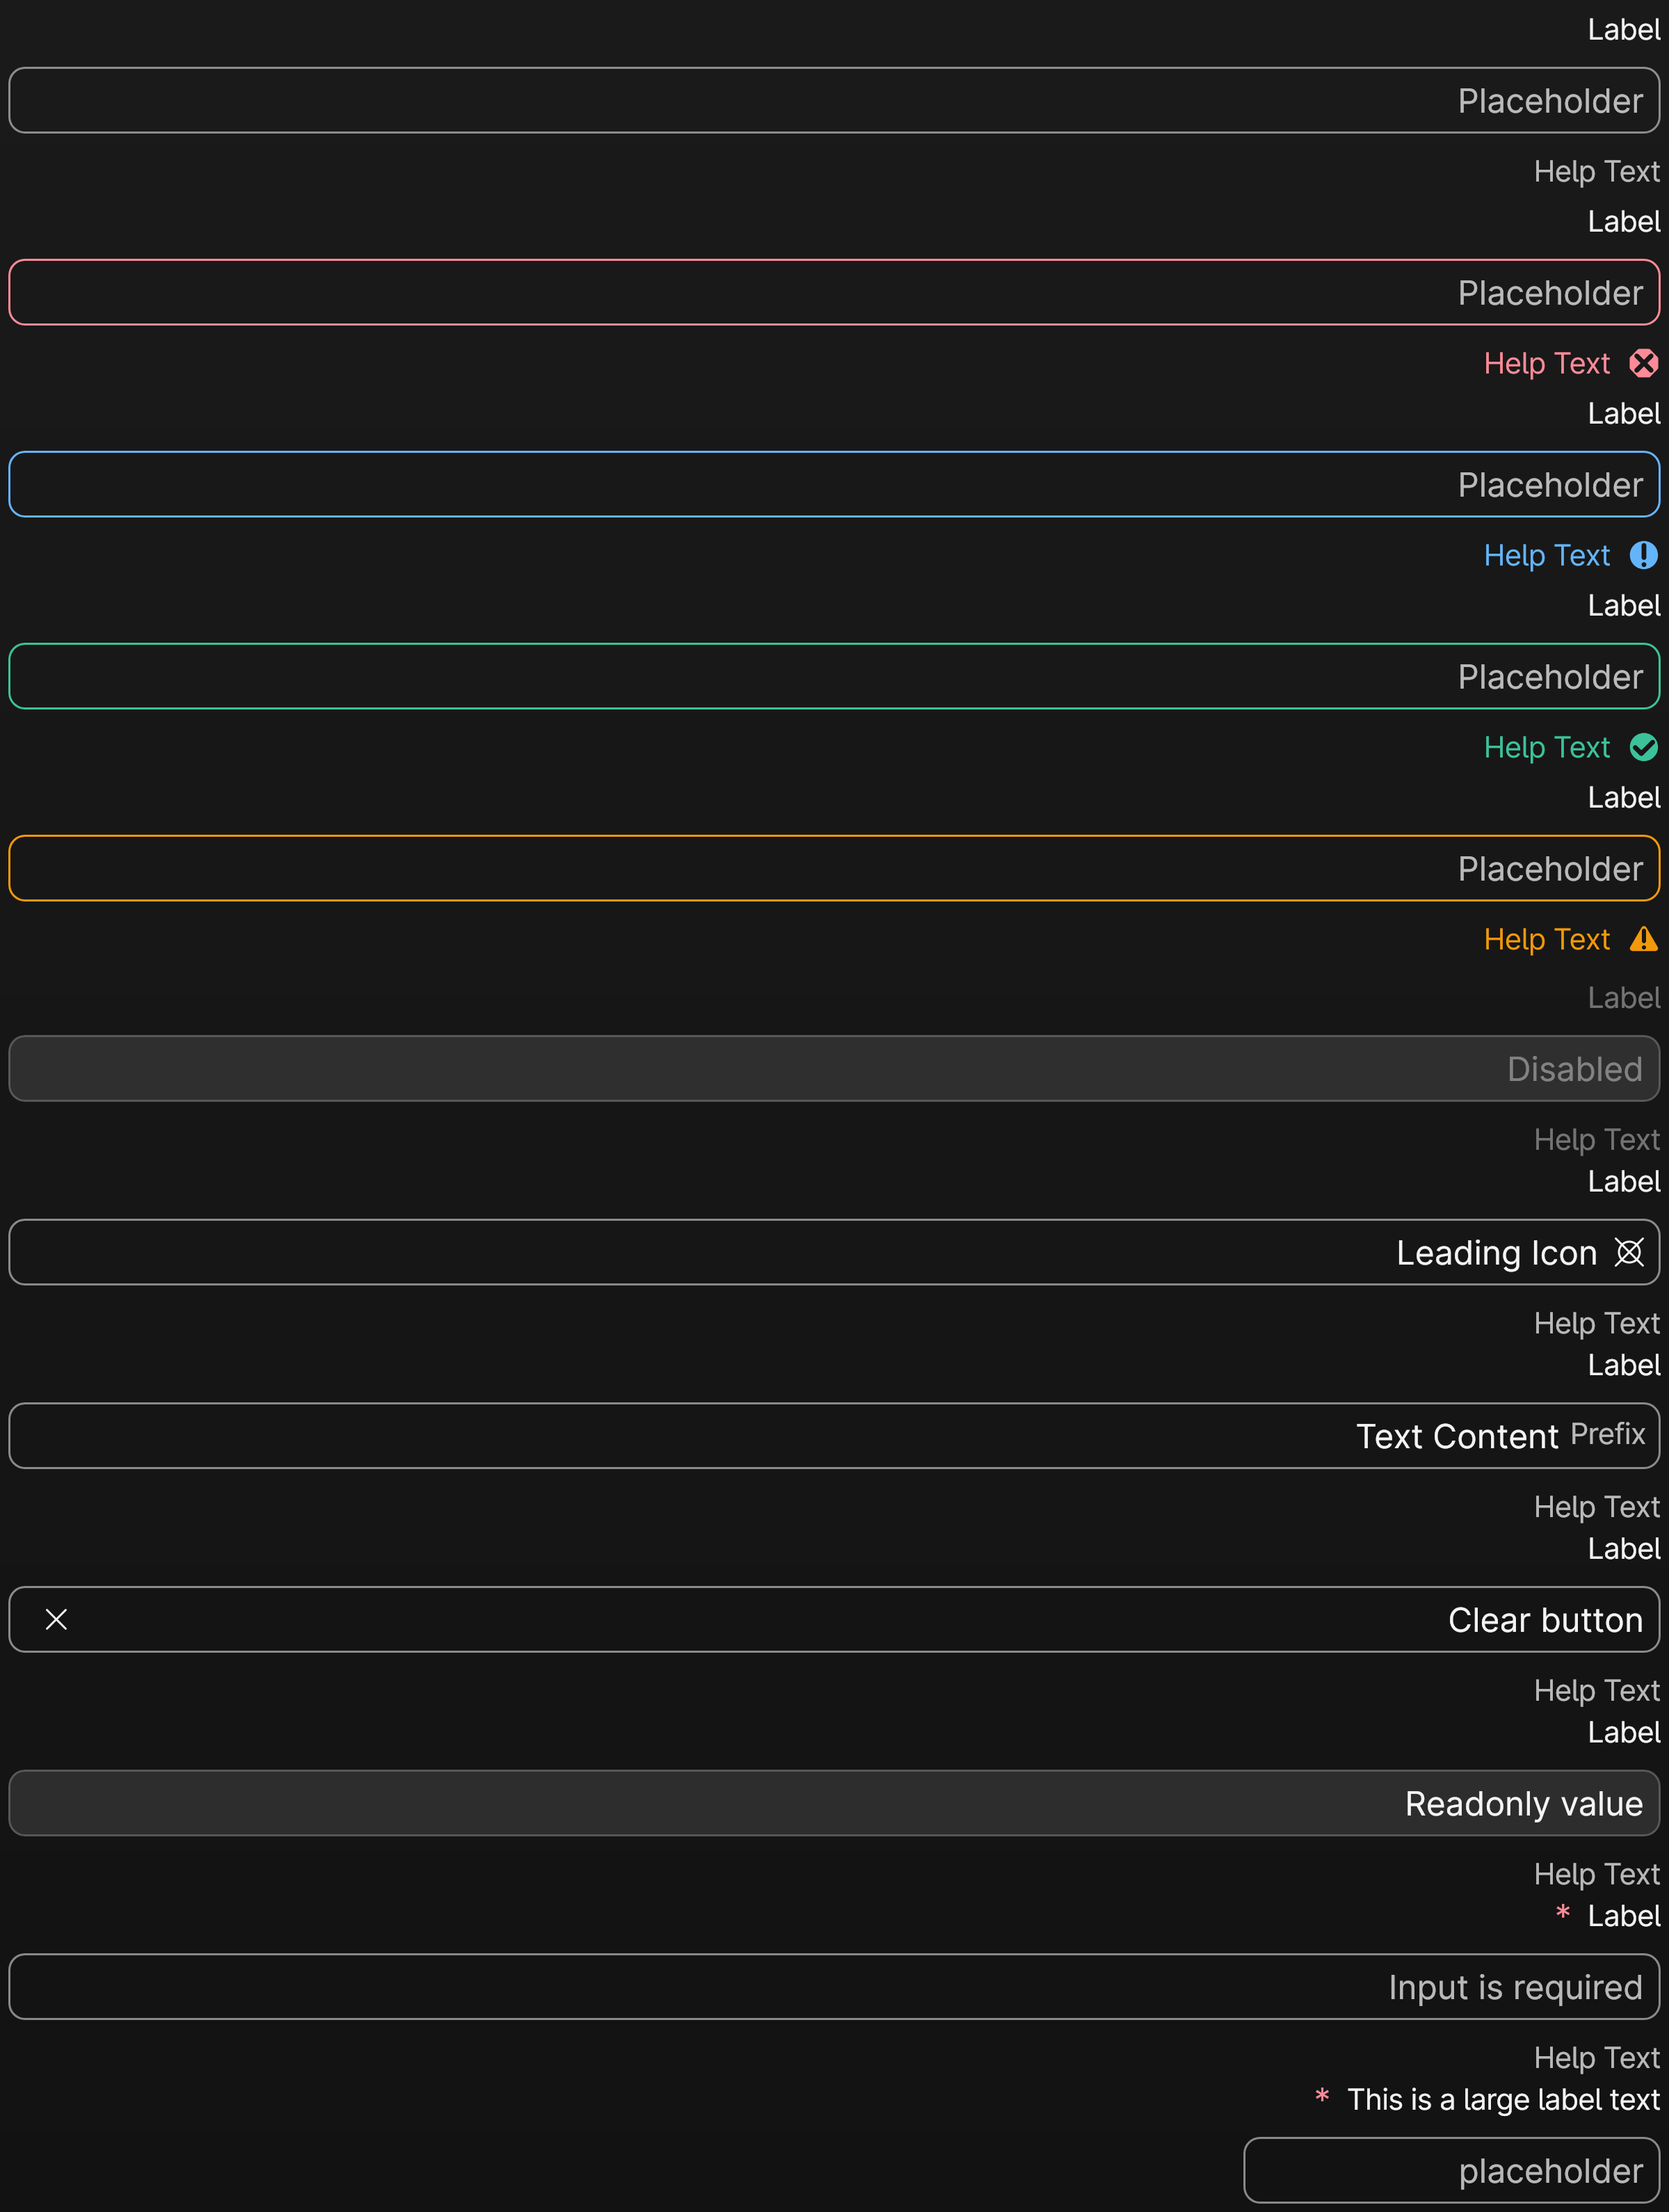 Label
Placeholder
Help Text
Label
Placeholder
Help Text
Label
Placeholder
Help Text
Label
Placeholder
Help Text
Label
Placeholder
Help Text
Label
Disabled
Help Text
Label
Leading Icon
Help Text
Label
Text Content Prefix
Help Text
Label
Clear button
Help Text
Label
Readonly value
Help Text
* Label
Input is required
Help Text
* This is a large label text
placeholder